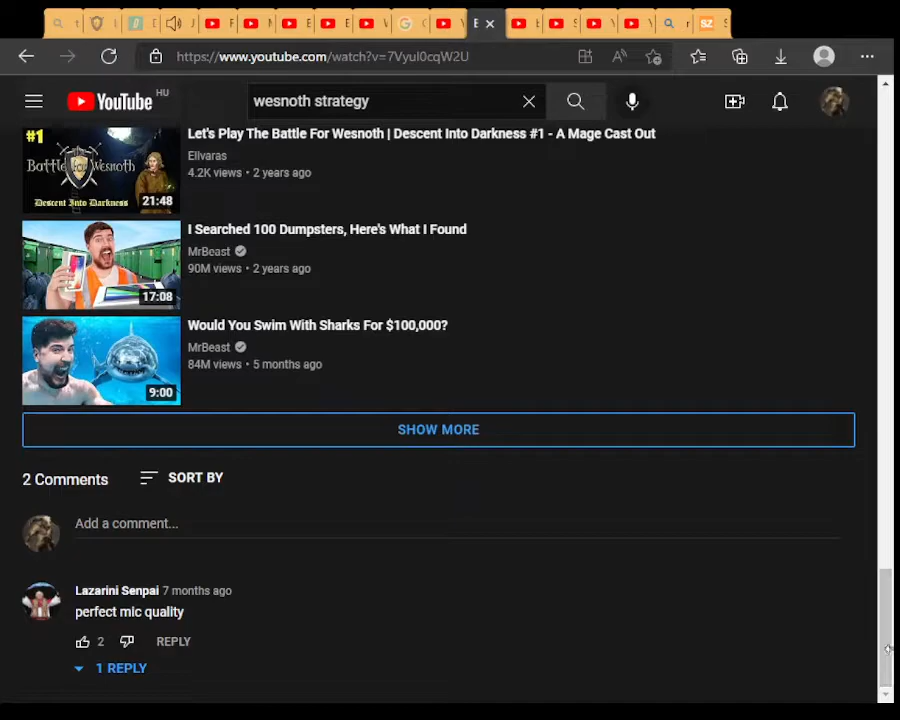 https://www.youtube.com/watch?v=7Vyul0cqW2U
YouTube HU
wesnoth strategy
#1
Battle for Wesnoth
Descent Into Darkness
21:48
Let's Play The Battle For Wesnoth | Descent Into Darkness #1 - A Mage Cast Out
Elivaras
4.2K views • 2 years ago
17:08
I Searched 100 Dumpsters, Here's What I Found
MrBeast
90M views • 2 years ago
9:00
Would You Swim With Sharks For $100,000?
MrBeast
84M views • 5 months ago
SHOW MORE
2 Comments
SORT BY
Add a comment...
Lazarini Senpai 7 months ago
perfect mic quality
2
REPLY
1 REPLY